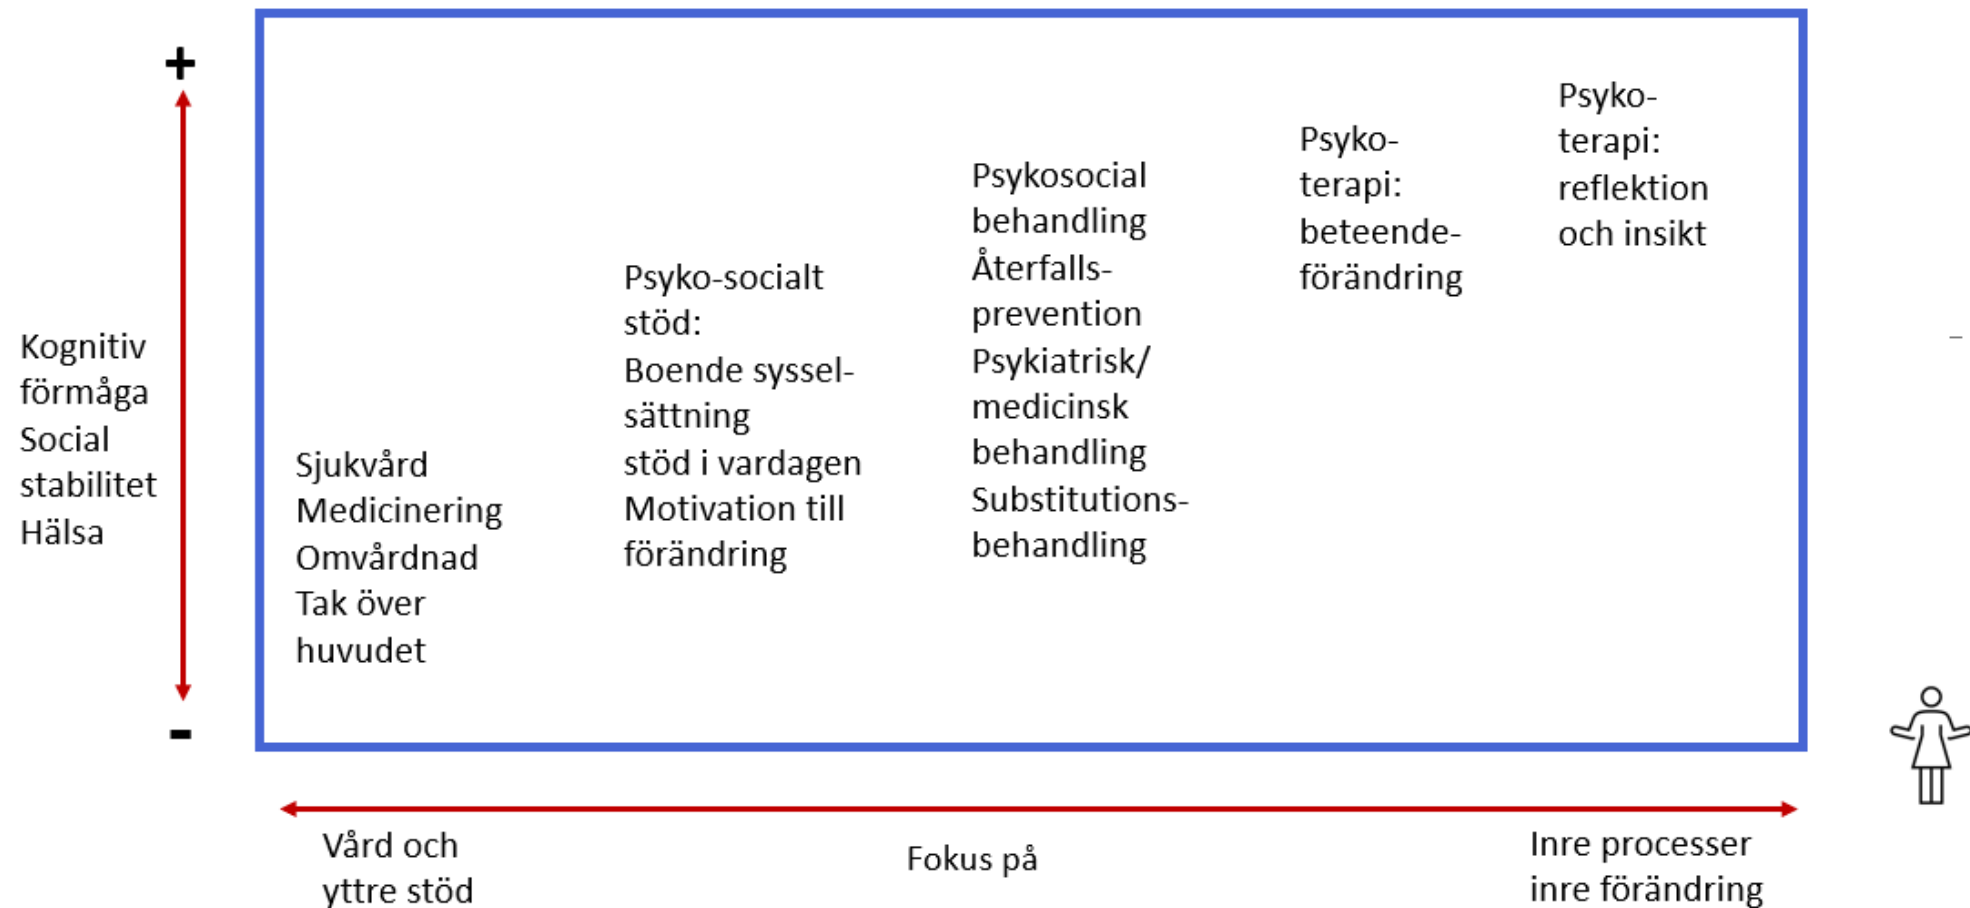 +
Kognitiv
förmåga
Social
stabilitet
Hälsa
-
Sjukvård
Medicinering
Omvårdnad
Tak över
huvudet
Psyko-socialt
stöd:
Boende syssel-
sättning
stöd i vardagen
Motivation till
förändring
Psykosocial
behandling
Återfalls-
prevention
Psykiatrisk/
medicinsk
behandling
Substitutions-
behandling
Psyko-
terapi:
beteende-
förändring
Psyko-
terapi:
reflektion
och insikt
Vård och
yttre stöd
Fokus på
Inre processer
inre förändring